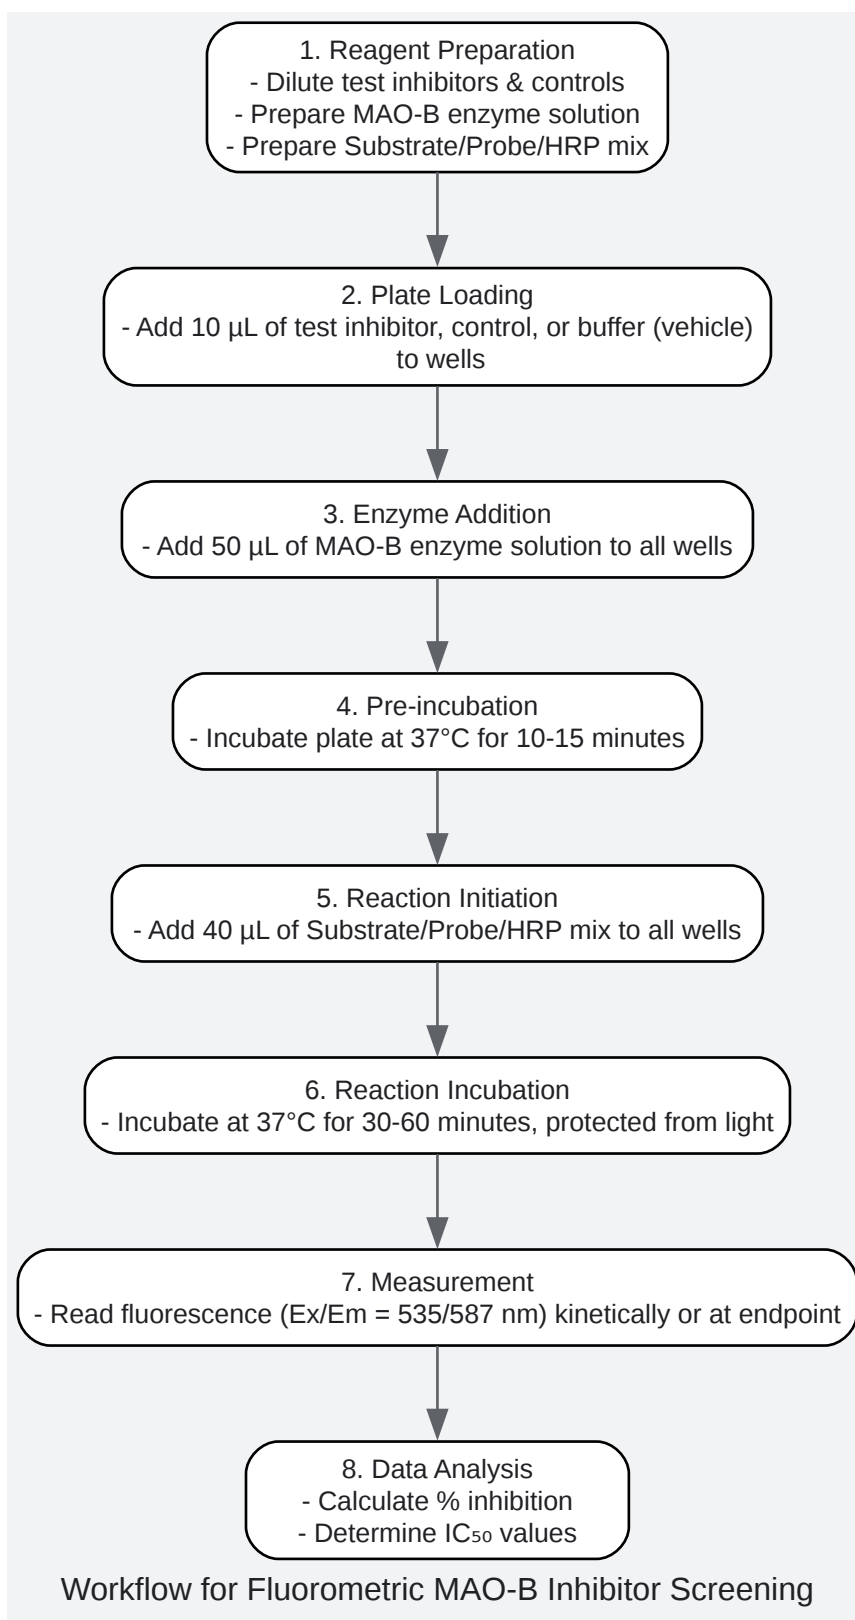 1. Reagent Preparation
- Dilute test inhibitors & controls
- Prepare MAO-B enzyme solution
- Prepare Substrate/Probe/HRP mix
2. Plate Loading
- Add 10 µL of test inhibitor, control, or buffer (vehicle)
to wells
3. Enzyme Addition
- Add 50 µL of MAO-B enzyme solution to all wells
4. Pre-incubation
- Incubate plate at 37°C for 10-15 minutes
5. Reaction Initiation
- Add 40 µL of Substrate/Probe/HRP mix to all wells
6. Reaction Incubation
- Incubate at 37°C for 30-60 minutes, protected from light
7. Measurement
- Read fluorescence (Ex/Em = 535/587 nm) kinetically or at endpoint
8. Data Analysis
- Calculate % inhibition
- Determine IC₅₀ values
Workflow for Fluorometric MAO-B Inhibitor Screening